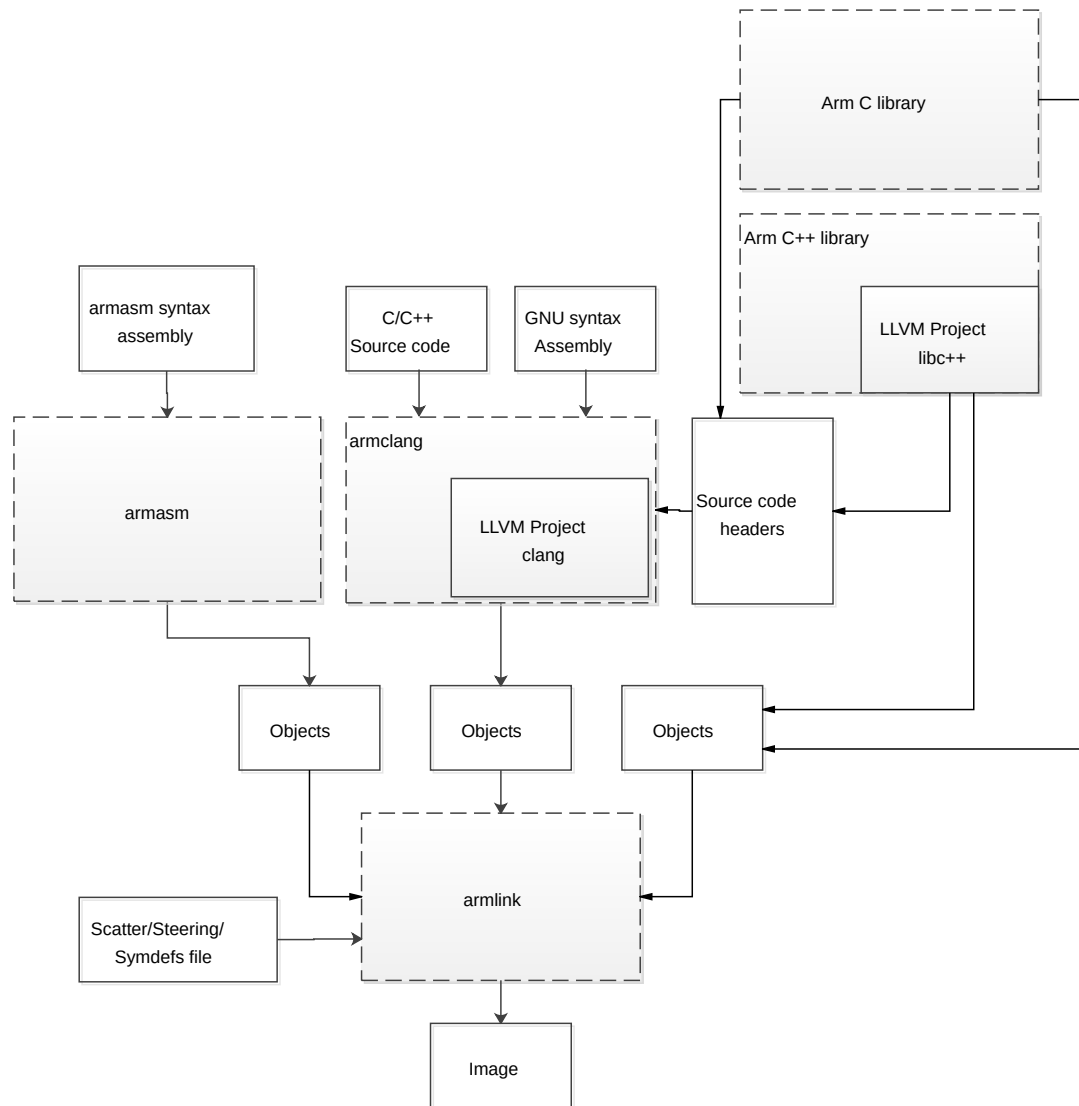 Arm C library
Arm C++ library
LLVM Project
libc++
armasm syntax
assembly
C/C++
Source code
GNU syntax
Assembly
armclang
armasm
LLVM Project
clang
Source code
headers
Objects
Objects
Objects
armlink
Scatter/Steering/
Symdefs file
Image